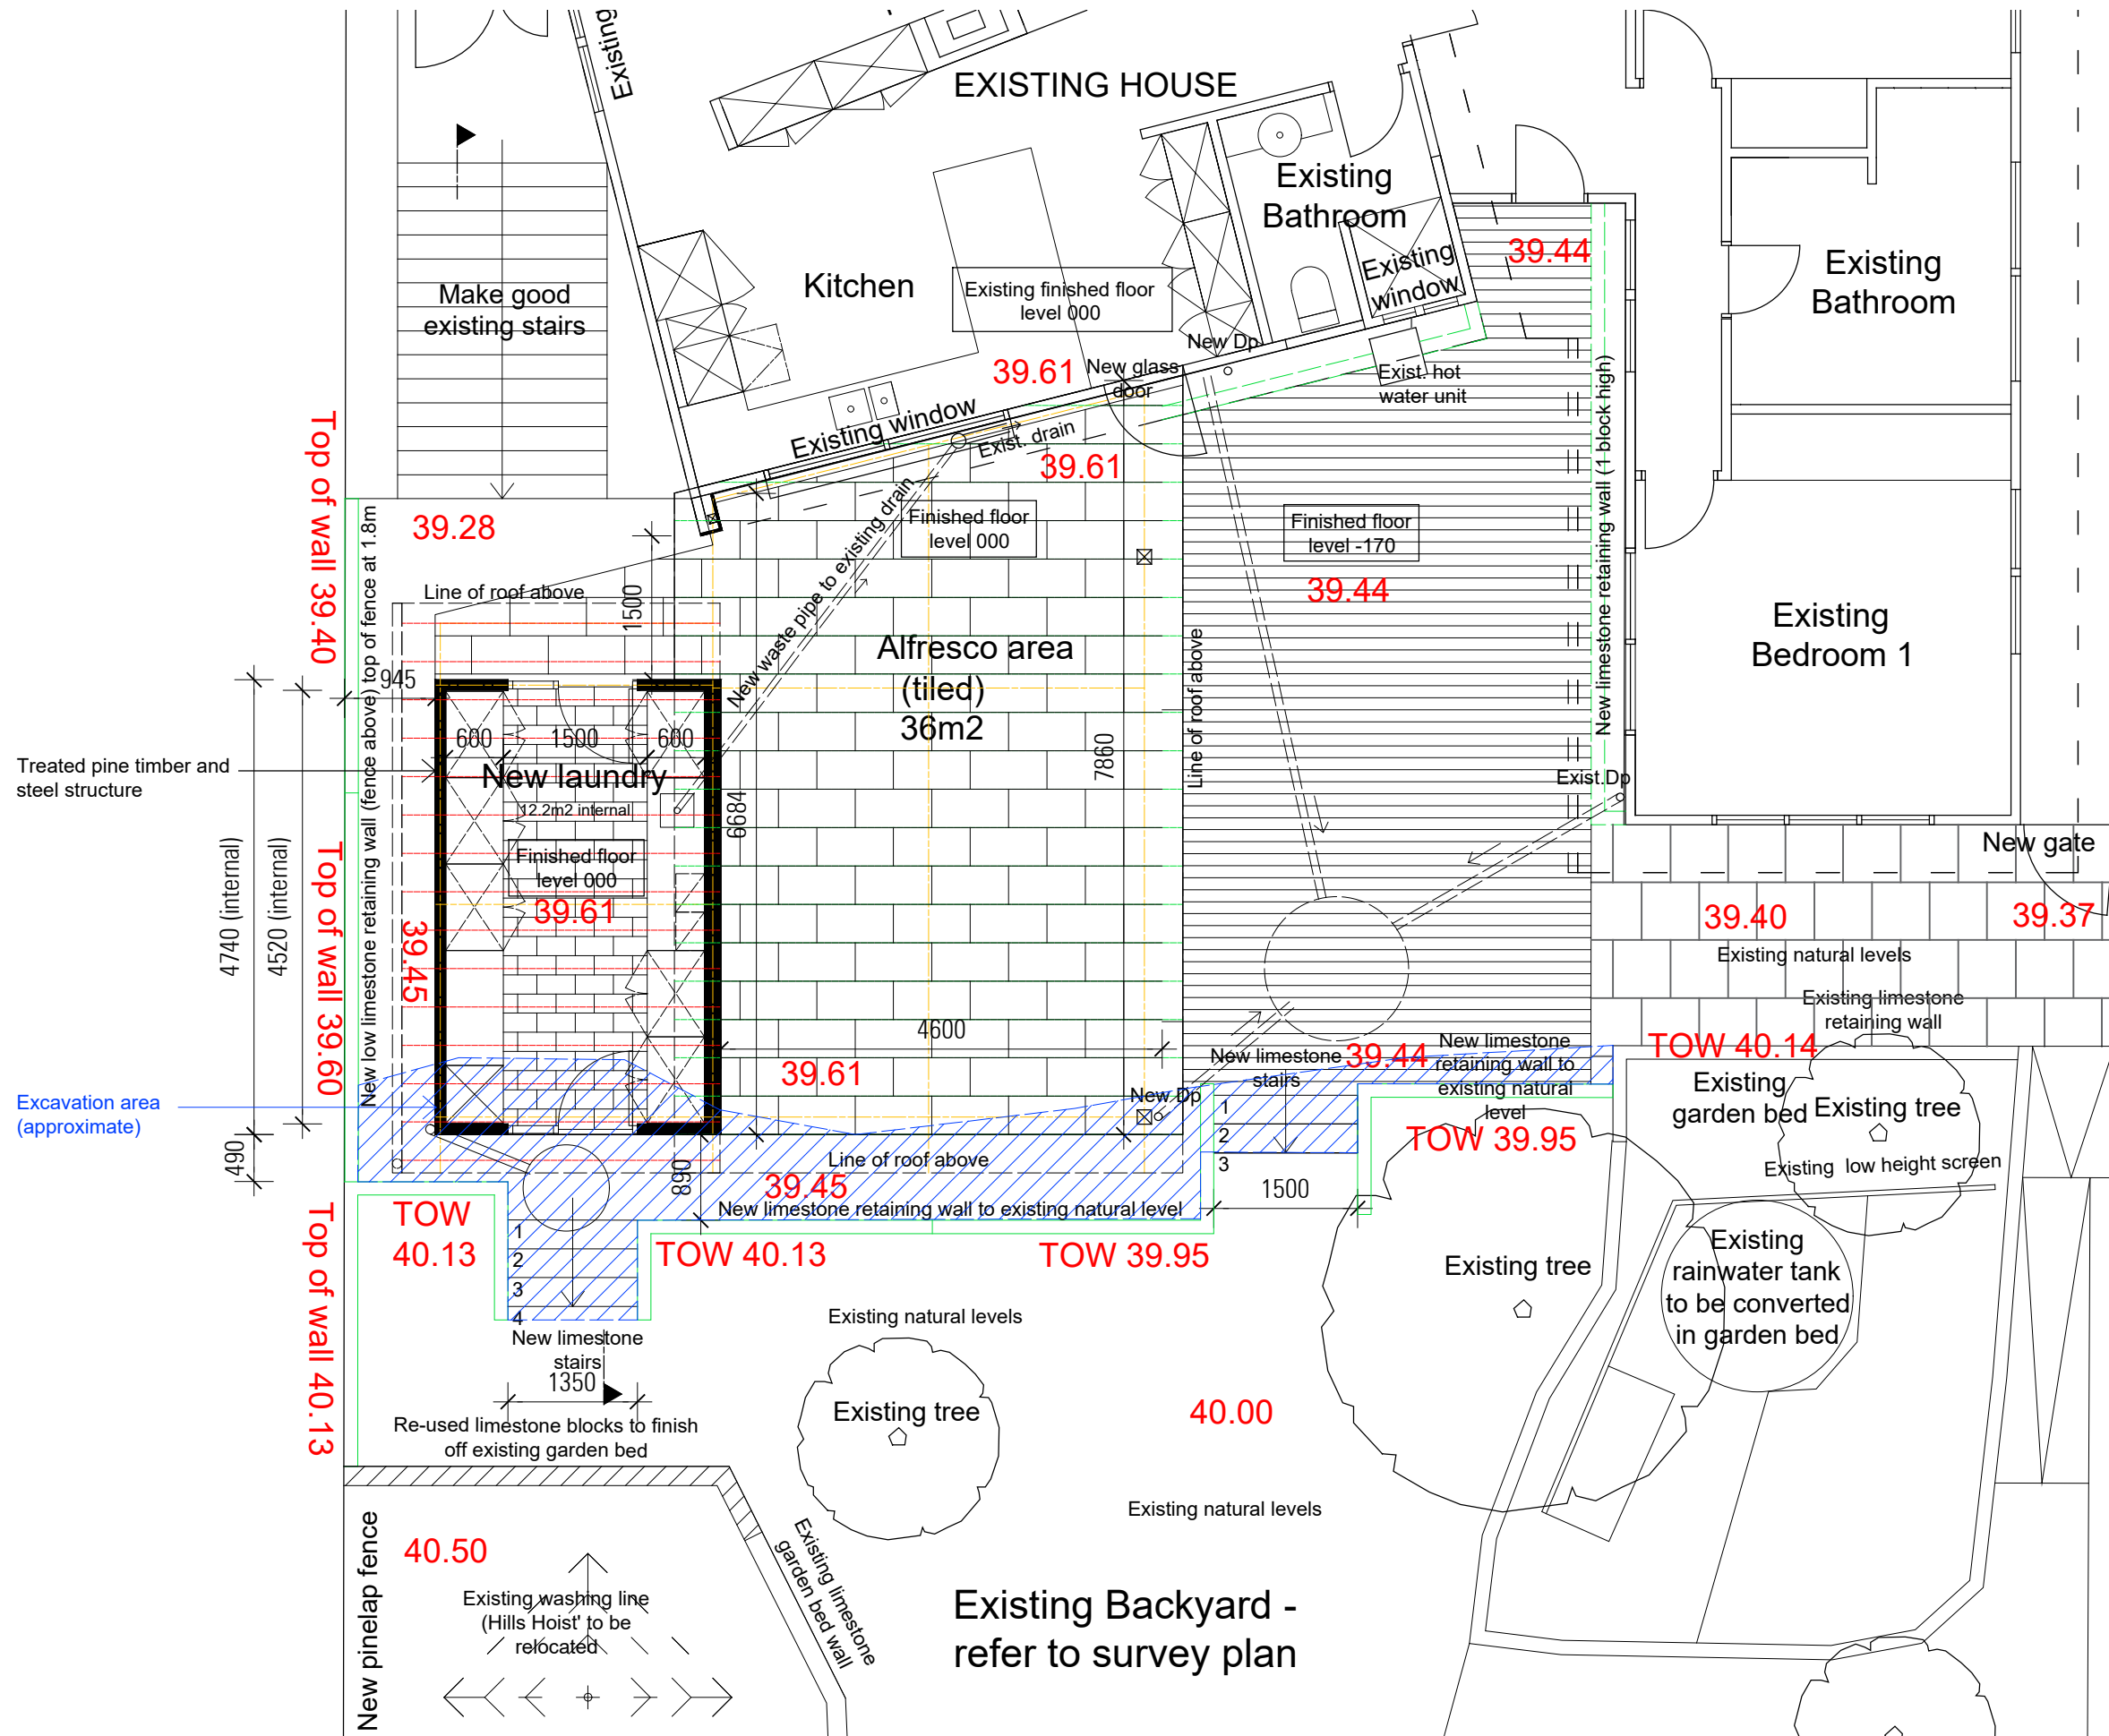 Existing
EXISTING HOUSE
Existing
Bathroom
Existing
window
39.44
Existing
Bathroom
Make good
existing stairs
Kitchen
Existing finished floor
level 000
New Dp
39.61
New glass
door
Exist. hot
water unit
Existing window
Exist. drain
39.61
Top of wall 39.40
39.28
New low limestone retaining wall (fence above) top of fence at 1.8m
Finished floor
level 000
Finished floor
level -170
39.44
New limestone retaining wall (1 block high)
Line of roof above
1500
New waste pipe to existing drain
Alfresco area
(tiled)
36m2
Line of roof above
Existing
Bedroom 1
945
600
1500
600
New laundry
12.2m2 internal
7860
6684
Exist.Dp
Treated pine timber and
steel structure
4740 (internal)
4520 (internal)
Top of wall 39.60
Finished floor
level 000
39.61
39.45
New gate
39.40
39.37
Existing natural levels
Existing limestone
retaining wall
4600
39.61
New limestone
stairs
39.44
New limestone
retaining wall to
existing natural
level
TOW 40.14
Existing
garden bed
Existing tree
Excavation area
(approximate)
New Dp
1
2
3
TOW 39.95
490
890
Line of roof above
39.45
New limestone retaining wall to existing natural level
1500
Existing low height screen
Top of wall 40.13
TOW
40.13
1
2
3
4
TOW 40.13
TOW 39.95
Existing tree
Existing
rainwater tank
to be converted
in garden bed
New limestone
stairs
1350
Existing natural levels
Existing tree
40.00
Re-used limestone blocks to finish
off existing garden bed
Existing natural levels
New pinelap fence
40.50
Existing washing line
(Hills Hoist' to be
relocated
Existing limestone
garden bed wall
Existing Backyard -
refer to survey plan